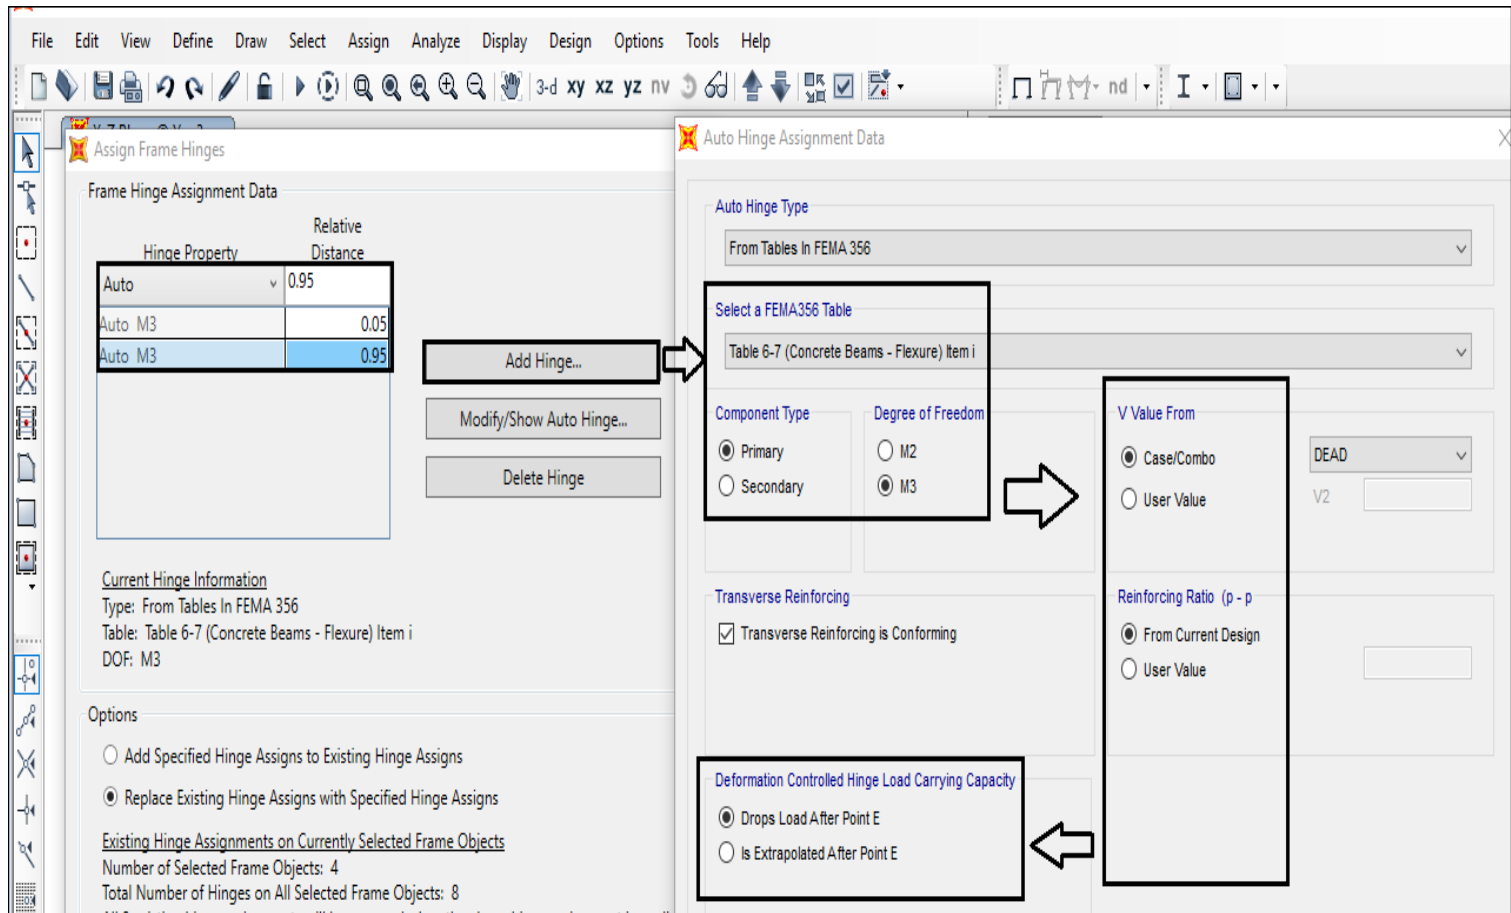 File Edit View Define Draw Select Assign Analyze Display Design Options Tools Help
3-d xy xz yz nv nd
Assign Frame Hinges
Frame Hinge Assignment Data
Relative
Hinge Property Distance
Auto 0.95
Auto M3 0.05
Auto M3 0.95
Add Hinge...
Modify/Show Auto Hinge...
Delete Hinge
Current Hinge Information
Type: From Tables In FEMA 356
Table: Table 6-7 (Concrete Beams - Flexure) Item i
DOF: M3
Options
Add Specified Hinge Assigns to Existing Hinge Assigns
Replace Existing Hinge Assigns with Specified Hinge Assigns
Existing Hinge Assignments on Currently Selected Frame Objects
Number of Selected Frame Objects: 4
Total Number of Hinges on All Selected Frame Objects: 8
Auto Hinge Assignment Data
Auto Hinge Type
From Tables In FEMA 356
Select a FEMA356 Table
Table 6-7 (Concrete Beams - Flexure) Item i
Component Type
Primary
Secondary
Degree of Freedom
M2
M3
V Value From
Case/Combo DEAD
User Value V2
Transverse Reinforcing
Transverse Reinforcing is Conforming
Reinforcing Ratio (p - p
From Current Design
User Value
Deformation Controlled Hinge Load Carrying Capacity
Drops Load After Point E
Is Extrapolated After Point E